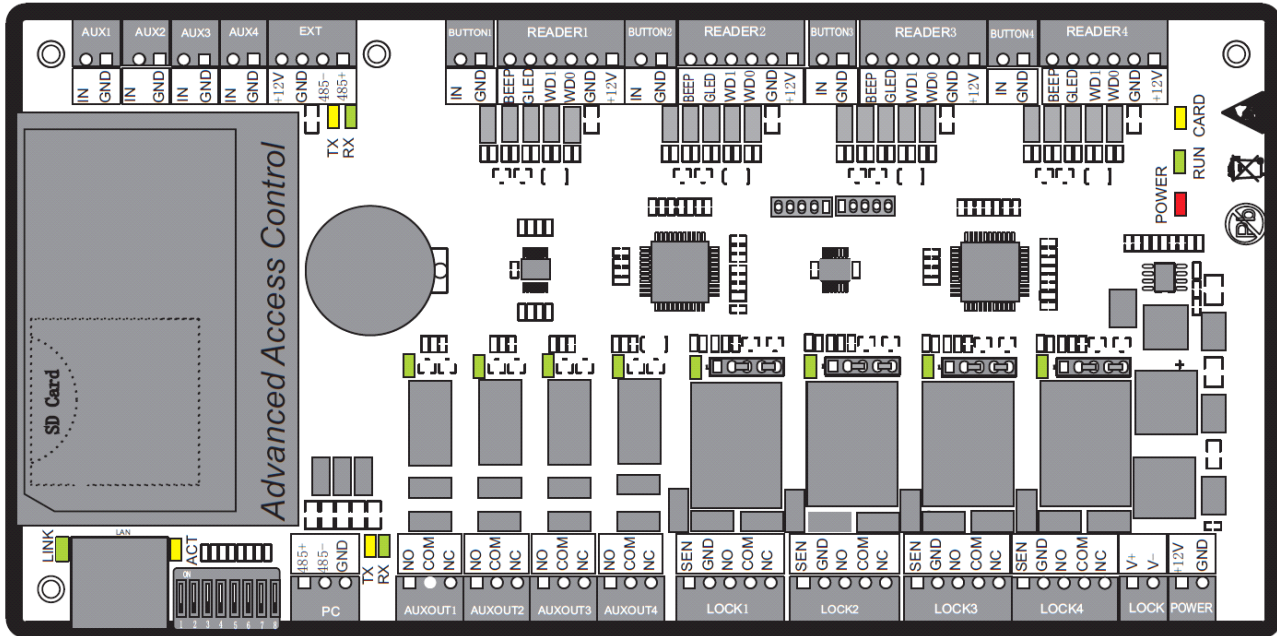 AUX1 AUX2 AUX3 AUX4 EXT BUTTON1 READER1 BUTTON2 READER2 BUTTON3 READER3 BUTTON4 READER4
IN GND IN GND IN GND IN GND +12V GND 485- 485+ IN GND BEEP GLED WD1 WD0 GND +12V IN GND BEEP GLED WD1 WD0 GND +12V IN GND BEEP GLED WD1 WD0 GND +12V IN GND BEEP GLED WD1 WD0 GND +12V
TX
RX
CARD
RUN
POWER
Pb
Advanced Access Control
SD Card
+
LINK
LAN
ACT
ON
1 2 3 4 5 6 7 8
485+ 485- GND
TX
RX
NO COM NC NO COM NC NO COM NC NO COM NC SEN GND NO COM NC SEN GND NO COM NC SEN GND NO COM NC SEN GND NO COM NC V+ V- +12V GND
PC AUXOUT1 AUXOUT2 AUXOUT3 AUXOUT4 LOCK1 LOCK2 LOCK3 LOCK4 LOCK POWER